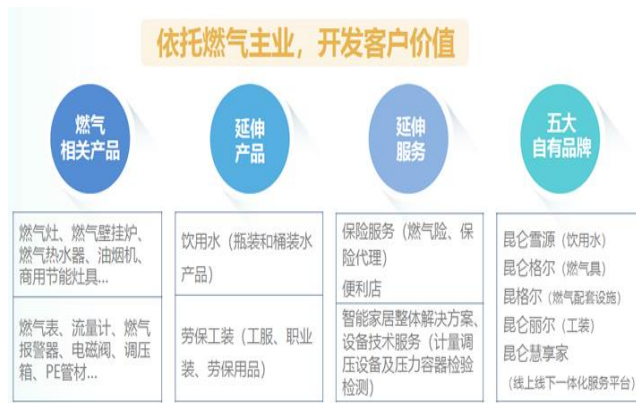 依托燃气主业，开发客户价值
燃气
相关产品
延伸
产品
延伸
服务
五大
自有品牌
燃气灶、燃气壁挂炉、
燃气热水器、油烟机、
商用节能灶具...
燃气表、流量计、燃气
报警器、电磁阀、调压
箱、PE管材...
饮用水（瓶装和桶装水
产品）
劳保工装（工服、职业
装、劳保用品）
保险服务（燃气险、保
险代理）
便利店
智能家居整体解决方案、
设备技术服务（计量调
压设备及压力容器检验
检测）
昆仑雪源（饮用水）
昆仑格尔（燃气具）
昆格尔（燃气配套设施）
昆仑丽尔（工装）
昆仑慧享家
（线上线下一体化服务平台）